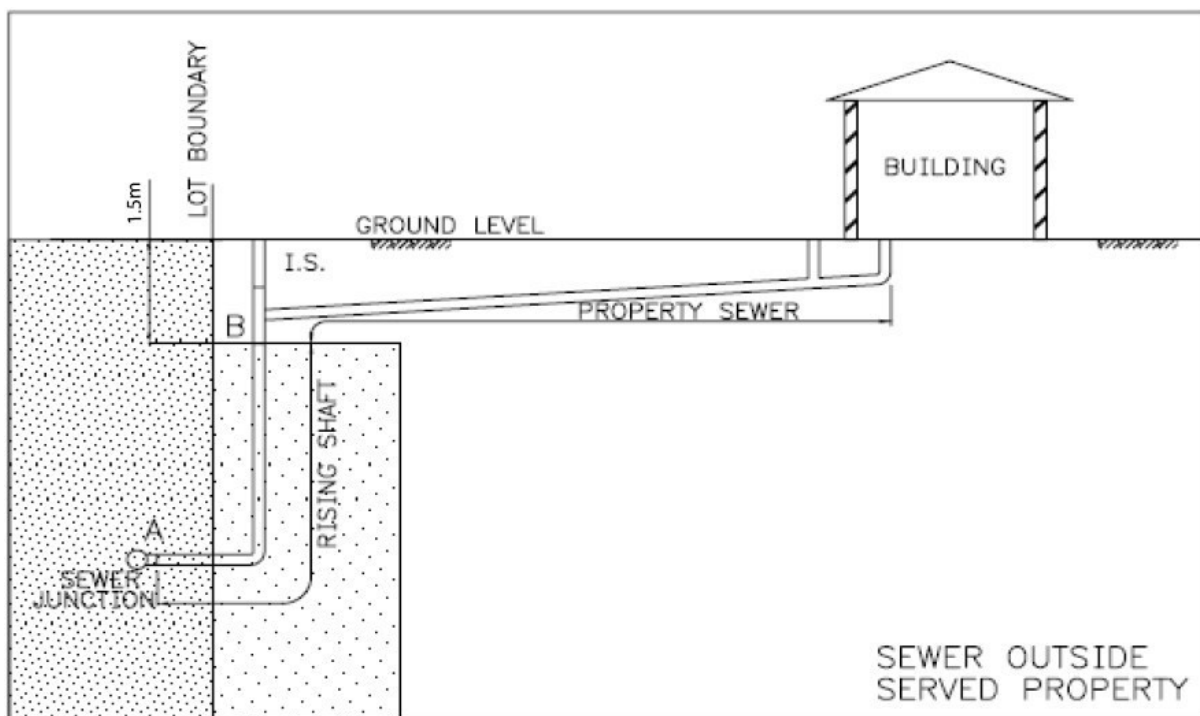 LOT BOUNDARY
1.5m
BUILDING
GROUND LEVEL
I.S.
PROPERTY SEWER
B
RISING SHAFT
A
SEWER
JUNCTION
SEWER OUTSIDE
SERVED PROPERTY